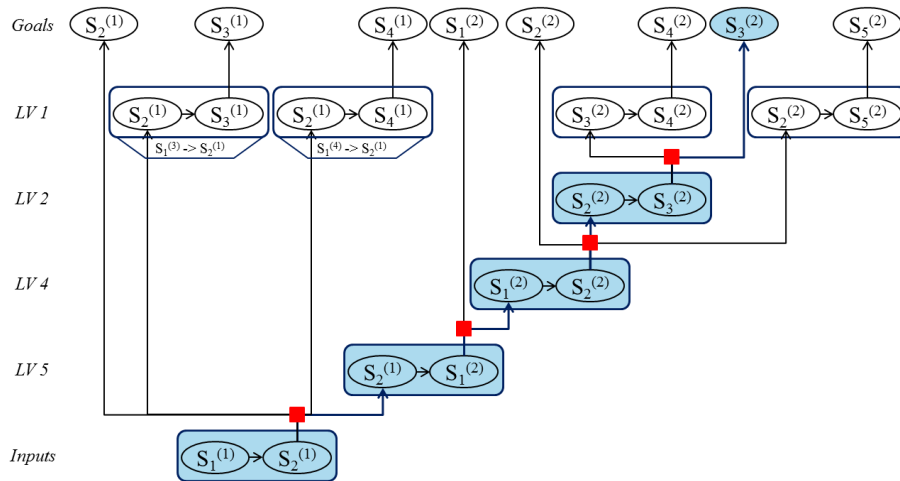 Goals S₂⁽¹⁾ S₃⁽¹⁾ S₄⁽¹⁾ S₁⁽²⁾ S₂⁽²⁾ S₄⁽²⁾ S₃⁽²⁾ S₅⁽²⁾
LV 1 S₂⁽¹⁾ S₃⁽¹⁾ S₂⁽¹⁾ S₄⁽¹⁾ S₃⁽²⁾ S₄⁽²⁾ S₂⁽²⁾ S₅⁽²⁾
S₁⁽³⁾ -> S₂⁽¹⁾ S₁⁽⁴⁾ -> S₂⁽¹⁾
LV 2 S₂⁽²⁾ S₃⁽²⁾
LV 4 S₁⁽²⁾ S₂⁽²⁾
LV 5 S₂⁽¹⁾ S₁⁽²⁾
Inputs S₁⁽¹⁾ S₂⁽¹⁾